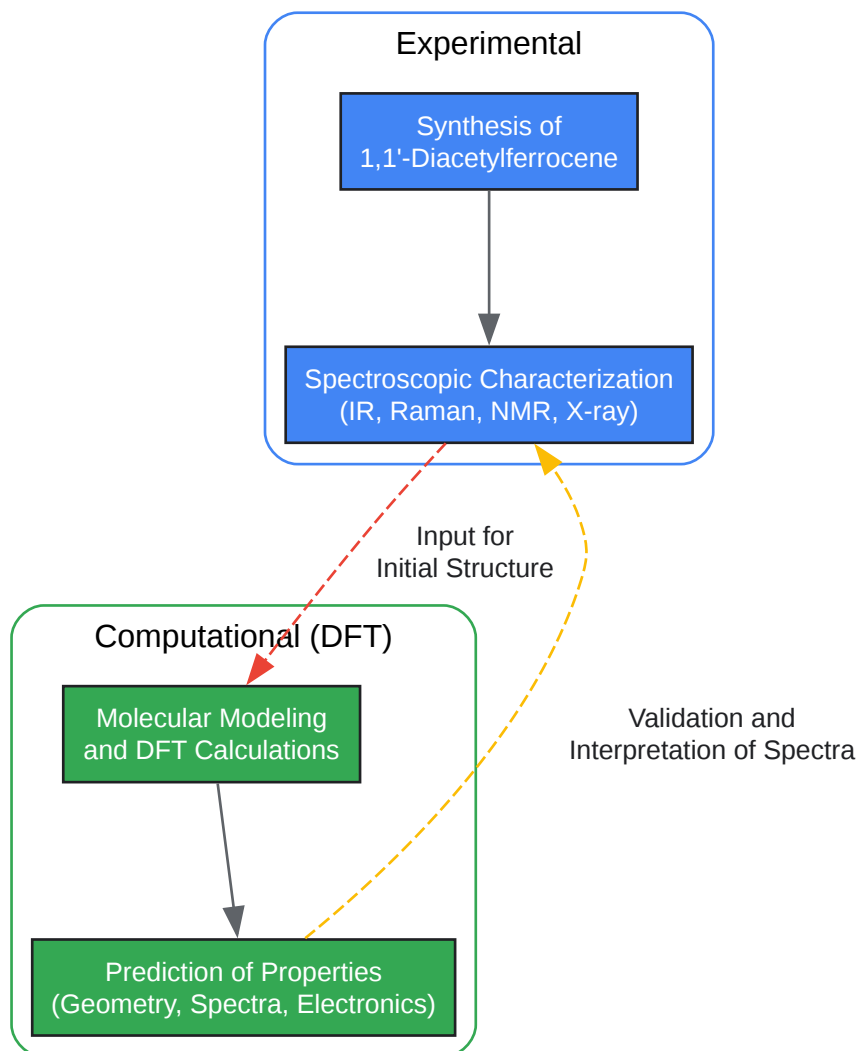 Experimental
Synthesis of
1,1'-Diacetylferrocene
Spectroscopic Characterization
(IR, Raman, NMR, X-ray)
Input for
Initial Structure
Computational (DFT)
Molecular Modeling
and DFT Calculations
Validation and
Interpretation of Spectra
Prediction of Properties
(Geometry, Spectra, Electronics)